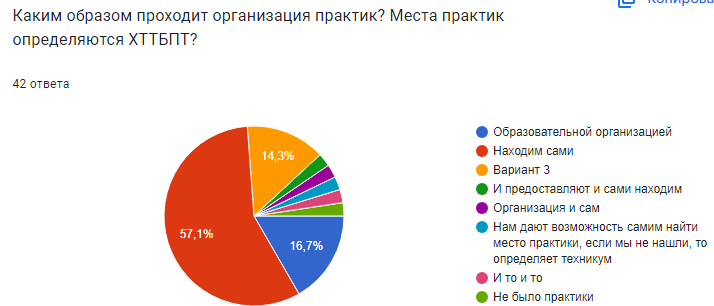 Каким образом проходит организация практик? Места практик
определяются ХТТБПТ?
42 ответа
14,3%
57,1%
16,7%
Образовательной организацией
Находим сами
Вариант 3
И предоставляют и сами находим
Организация и сам
Нам дают возможность самим найти
место практики, если мы не нашли, то
определяет техникум
И то и то
Не было практики